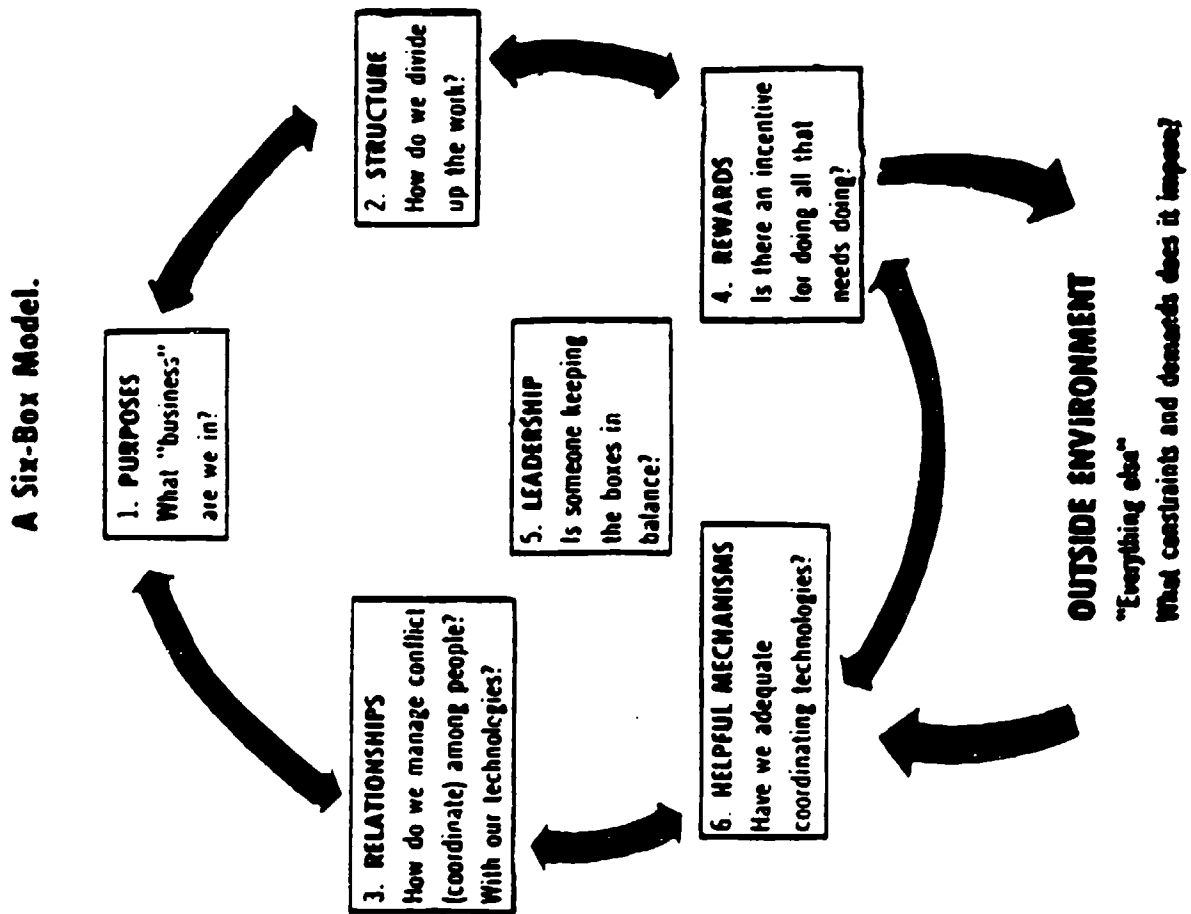 A Six-Box Model.
1. PURPOSES
What "business"
are we in?
3. RELATIONSHIPS
How do we manage conflict
(coordinate) among people?
With our technologies?
2. STRUCTURE
How do we divide
up the work?
5. LEADERSHIP
Is someone keeping
the boxes in
balance?
6. HELPFUL MECHANISMS
Have we adequate
coordinating technologies?
4. REWARDS
Is there an incentive
for doing all that
needs doing?
OUTSIDE ENVIRONMENT
"Everything else"
What constraints and demands does it impose?